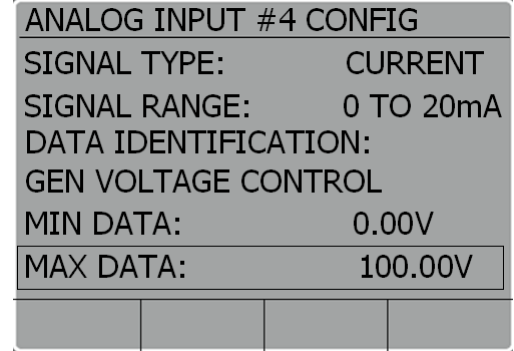 ANALOG INPUT #4 CONFIG
SIGNAL TYPE: CURRENT
SIGNAL RANGE: 0 TO 20mA
DATA IDENTIFICATION:
GEN VOLTAGE CONTROL
MIN DATA: 0.00V
MAX DATA: 100.00V